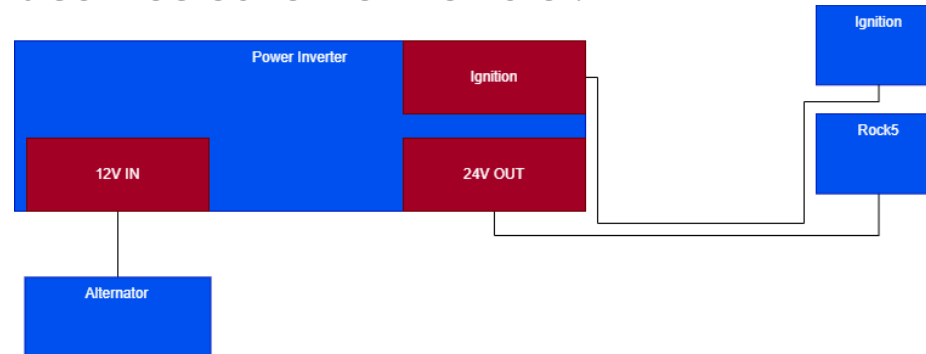 Power Inverter
Ignition
Ignition
Rock5
12V IN
24V OUT
Alternator